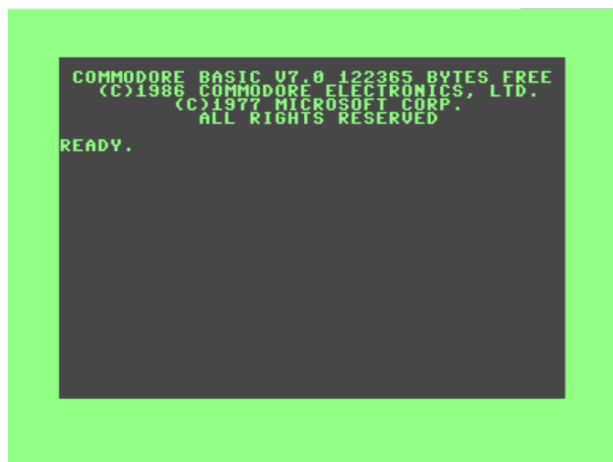 COMMODORE BASIC V7.0 122365 BYTES FREE
(C)1986 COMMODORE ELECTRONICS, LTD.
(C)1977 MICROSOFT CORP.
ALL RIGHTS RESERVED
READY.